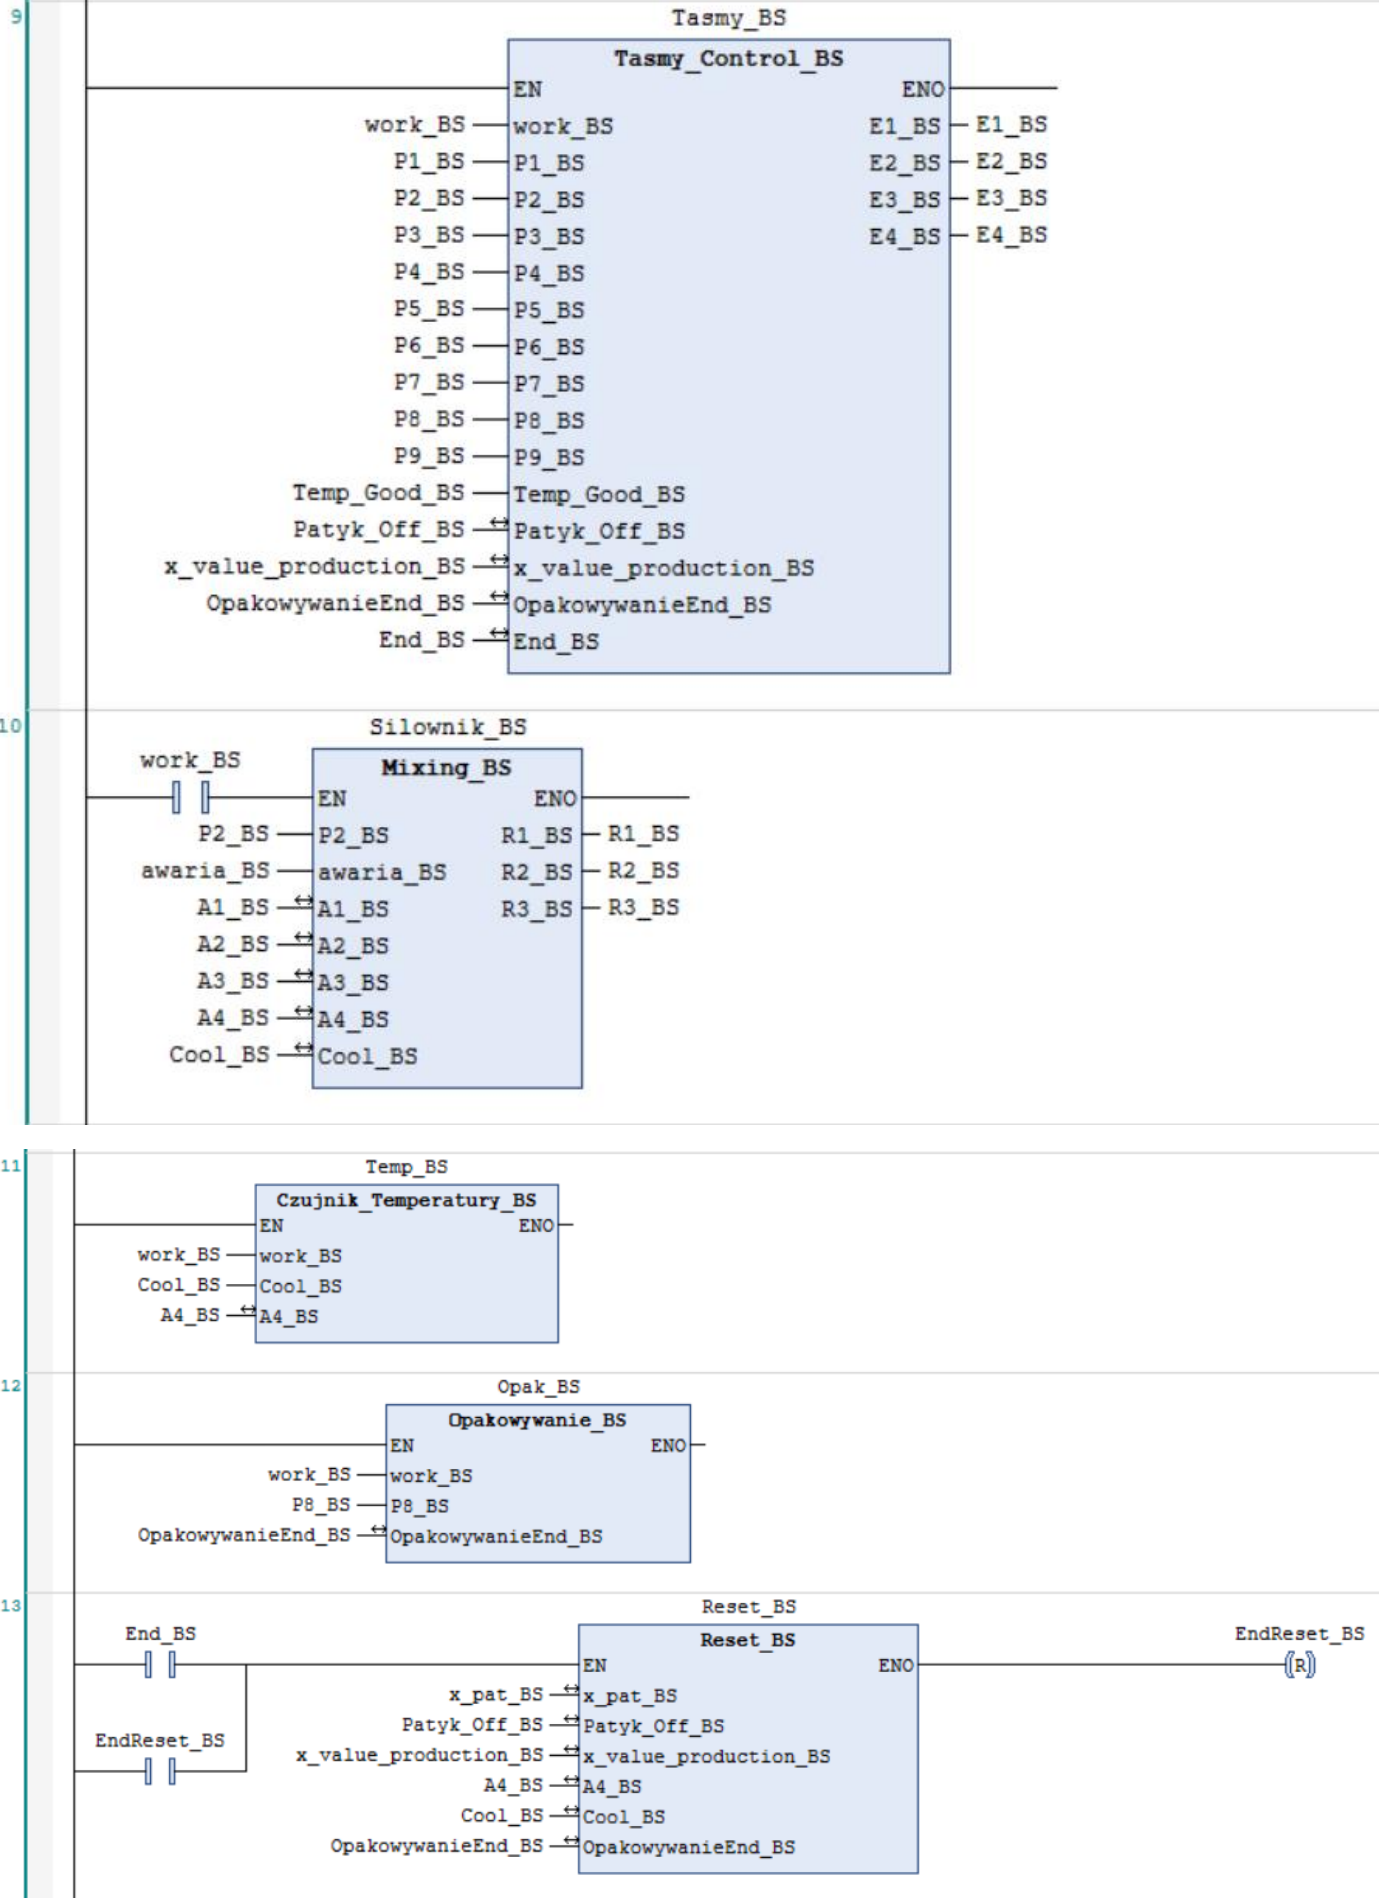 9
Tasmy_BS
Tasmy_Control_BS
EN ENO
work_BS work_BS E1_BS E1_BS
P1_BS P1_BS E2_BS E2_BS
P2_BS P2_BS E3_BS E3_BS
P3_BS P3_BS E4_BS E4_BS
P4_BS P4_BS
P5_BS P5_BS
P6_BS P6_BS
P7_BS P7_BS
P8_BS P8_BS
P9_BS P9_BS
Temp_Good_BS Temp_Good_BS
Patyk_Off_BS Patyk_Off_BS
x_value_production_BS x_value_production_BS
OpakowywanieEnd_BS OpakowywanieEnd_BS
End_BS End_BS
10
Silownik_BS
work_BS Mixing_BS
EN ENO
P2_BS P2_BS R1_BS R1_BS
awaria_BS awaria_BS R2_BS R2_BS
A1_BS A1_BS R3_BS R3_BS
A2_BS A2_BS
A3_BS A3_BS
A4_BS A4_BS
Cool_BS Cool_BS
11
Temp_BS
Czujnik_Temperatury_BS
EN ENO
work_BS work_BS
Cool_BS Cool_BS
A4_BS A4_BS
12
Opak_BS
Opakowywanie_BS
EN ENO
work_BS work_BS
P8_BS P8_BS
OpakowywanieEnd_BS OpakowywanieEnd_BS
13
Reset_BS
End_BS Reset_BS EndReset_BS
EN ENO R
x_pat_BS x_pat_BS
EndReset_BS Patyk_Off_BS Patyk_Off_BS
x_value_production_BS x_value_production_BS
A4_BS A4_BS
Cool_BS Cool_BS
OpakowywanieEnd_BS OpakowywanieEnd_BS